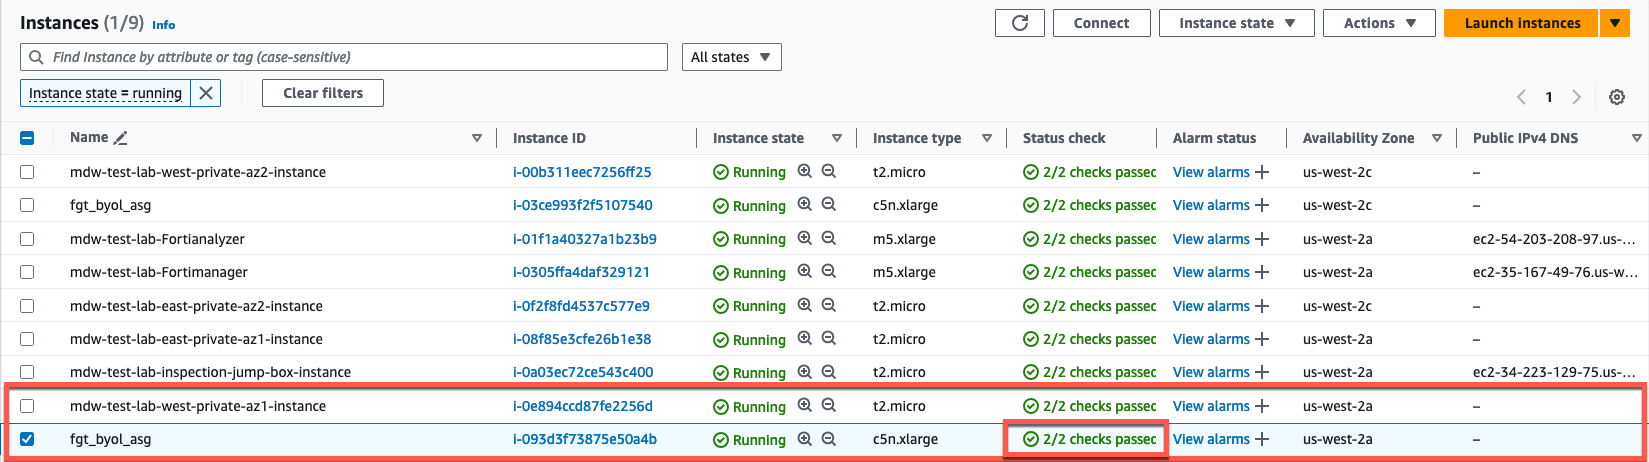 Instances (1/9) Info
Connect Instance state Actions Launch instances
Find Instance by attribute or tag (case-sensitive) All states
Instance state = running Clear filters
1
Name Instance ID Instance state Instance type Status check Alarm status Availability Zone Public IPv4 DNS
mdw-test-lab-west-private-az2-instance i-00b311eec7256ff25 Running t2.micro 2/2 checks passed View alarms us-west-2c –
fgt_byol_asg i-03ce993f2f5107540 Running c5n.xlarge 2/2 checks passed View alarms us-west-2c –
mdw-test-lab-Fortianalyzer i-01f1a40327a1b23b9 Running m5.xlarge 2/2 checks passed View alarms us-west-2a ec2-54-203-208-97.us-...
mdw-test-lab-Fortimanager i-0305ffa4daf329121 Running m5.xlarge 2/2 checks passed View alarms us-west-2a ec2-35-167-49-76.us-w...
mdw-test-lab-east-private-az2-instance i-0f2f8fd4537c577e9 Running t2.micro 2/2 checks passed View alarms us-west-2c –
mdw-test-lab-east-private-az1-instance i-08f85e3cfe26b1e38 Running t2.micro 2/2 checks passed View alarms us-west-2a –
mdw-test-lab-inspection-jump-box-instance i-0a03ec72ce543c400 Running t2.micro 2/2 checks passed View alarms us-west-2a ec2-34-223-129-75.us-...
mdw-test-lab-west-private-az1-instance i-0e894ccd87fe2256d Running t2.micro 2/2 checks passed View alarms us-west-2a –
fgt_byol_asg i-093d3f73875e50a4b Running c5n.xlarge 2/2 checks passed View alarms us-west-2a –